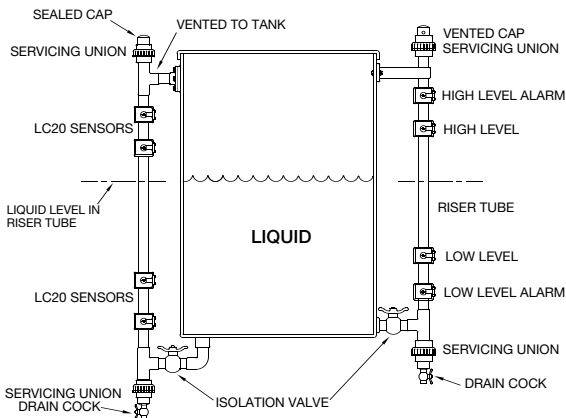 SEALED CAP
VENTED TO TANK
SERVICING UNION
VENTED CAP
SERVICING UNION
LC20 SENSORS
HIGH LEVEL ALARM
HIGH LEVEL
LIQUID LEVEL IN
RISER TUBE
RISER TUBE
LIQUID
LOW LEVEL
LC20 SENSORS
LOW LEVEL ALARM
SERVICING UNION
SERVICING UNION
DRAIN COCK
ISOLATION VALVE
DRAIN COCK